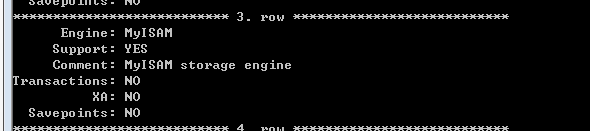 Savepoints: NO
*************************** 3. row ***************************
Engine: MyISAM
Support: YES
Comment: MyISAM storage engine
Transactions: NO
XA: NO
Savepoints: NO
*************************** 4. row ***************************